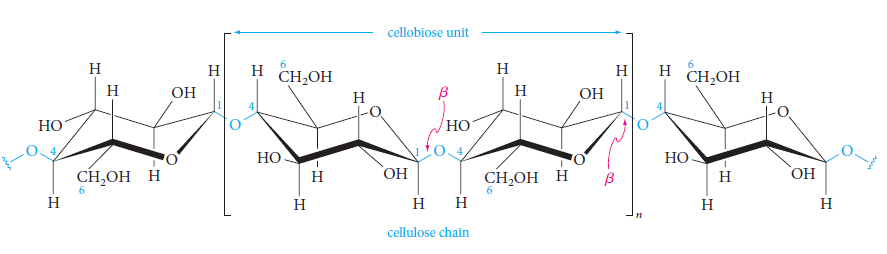 cellobiose unit
H H OH H H 6 CH₂OH H β H H OH H H 6 CH₂OH H
HO 1 4 O HO 1 4 O
O 4 O HO 1 O 4 O HO O
CH₂OH H H OH CH₂OH H β H OH
6 6
H H H H H H
n
cellulose chain